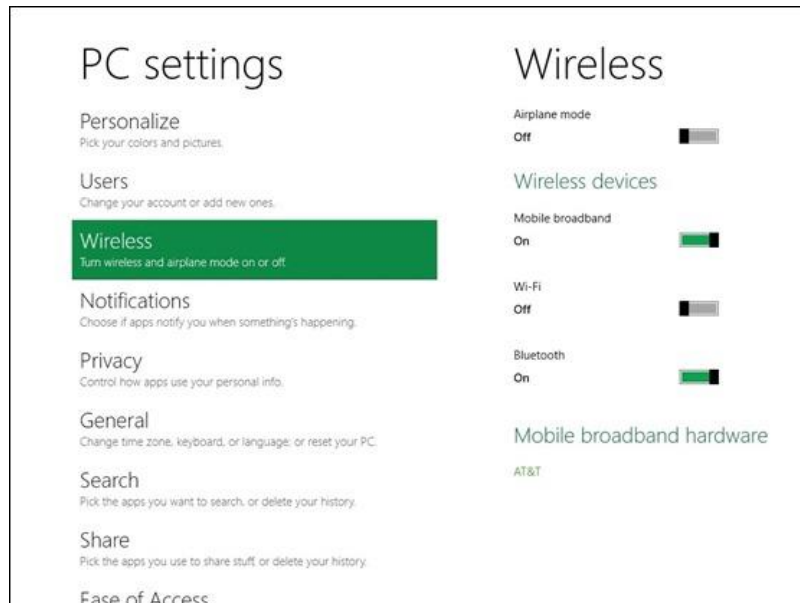 PC settings
Personalize
Pick your colors and pictures.
Users
Change your account or add new ones.
Wireless
Turn wireless and airplane mode on or off.
Notifications
Choose if apps notify you when something's happening.
Privacy
Control how apps use your personal info.
General
Change time zone, keyboard, or language; or reset your PC.
Search
Pick the apps you want to search, or delete your history.
Share
Pick the apps you use to share stuff, or delete your history.
Ease of Access
Wireless
Airplane mode
Off
Wireless devices
Mobile broadband
On
Wi-Fi
Off
Bluetooth
On
Mobile broadband hardware
AT&T